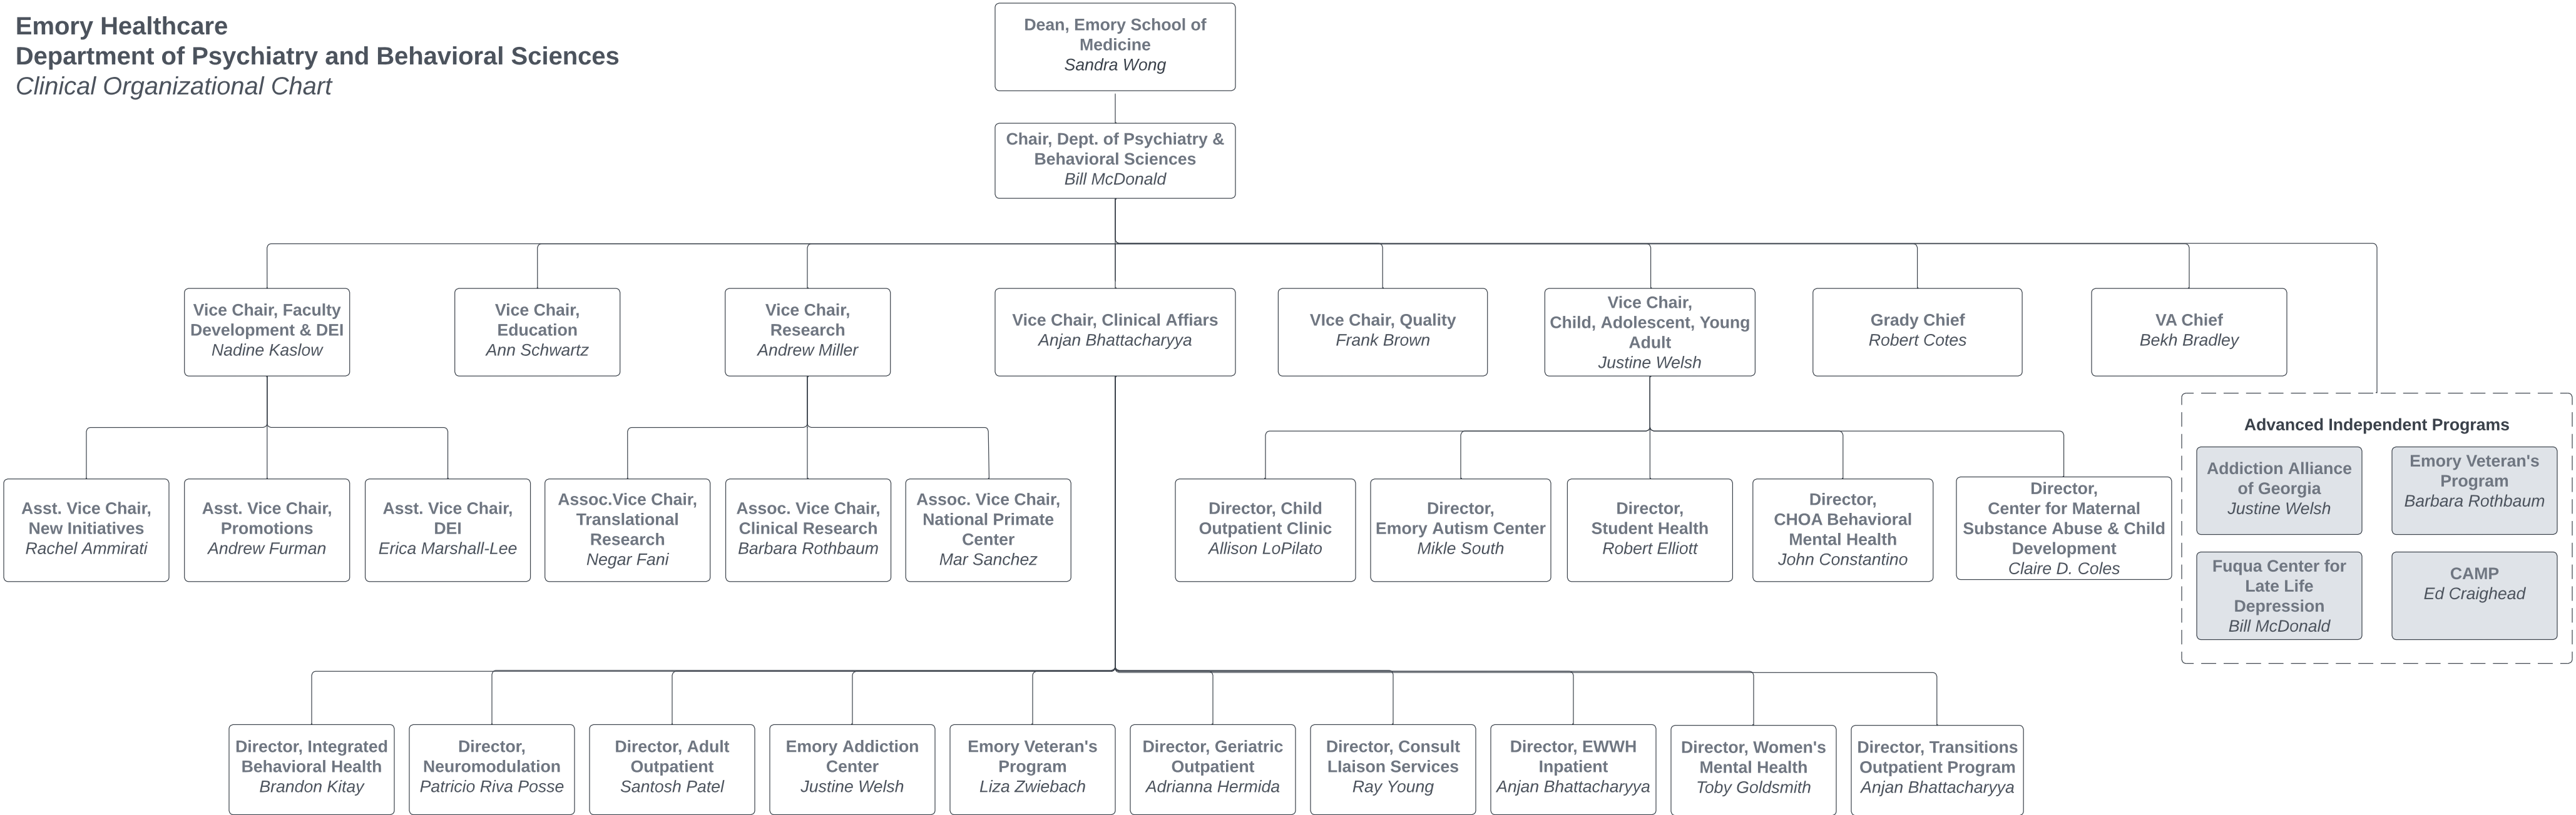 Emory Healthcare
Department of Psychiatry and Behavioral Sciences
Clinical Organizational Chart
Dean, Emory School of
Medicine
Sandra Wong
Chair, Dept. of Psychiatry &
Behavioral Sciences
Bill McDonald
Vice Chair, Faculty
Development & DEI
Nadine Kaslow
Vice Chair,
Education
Ann Schwartz
Vice Chair,
Research
Andrew Miller
Vice Chair, Clinical Affiars
Anjan Bhattacharyya
VIce Chair, Quality
Frank Brown
Vice Chair,
Child, Adolescent, Young
Adult
Justine Welsh
Grady Chief
Robert Cotes
VA Chief
Bekh Bradley
Asst. Vice Chair,
New Initiatives
Rachel Ammirati
Asst. Vice Chair,
Promotions
Andrew Furman
Asst. Vice Chair,
DEI
Erica Marshall-Lee
Assoc.Vice Chair,
Translational
Research
Negar Fani
Assoc. Vice Chair,
Clinical Research
Barbara Rothbaum
Assoc. Vice Chair,
National Primate
Center
Mar Sanchez
Director, Child
Outpatient Clinic
Allison LoPilato
Director,
Emory Autism Center
Mikle South
Director,
Student Health
Robert Elliott
Director,
CHOA Behavioral
Mental Health
John Constantino
Director,
Center for Maternal
Substance Abuse & Child
Development
Claire D. Coles
Advanced Independent Programs
Addiction Alliance
of Georgia
Justine Welsh
Emory Veteran's
Program
Barbara Rothbaum
Fuqua Center for
Late Life
Depression
Bill McDonald
CAMP
Ed Craighead
Director, Integrated
Behavioral Health
Brandon Kitay
Director,
Neuromodulation
Patricio Riva Posse
Director, Adult
Outpatient
Santosh Patel
Emory Addiction
Center
Justine Welsh
Emory Veteran's
Program
Liza Zwiebach
Director, Geriatric
Outpatient
Adrianna Hermida
Director, Consult
LIaison Services
Ray Young
Director, EWWH
Inpatient
Anjan Bhattacharyya
Director, Women's
Mental Health
Toby Goldsmith
Director, Transitions
Outpatient Program
Anjan Bhattacharyya